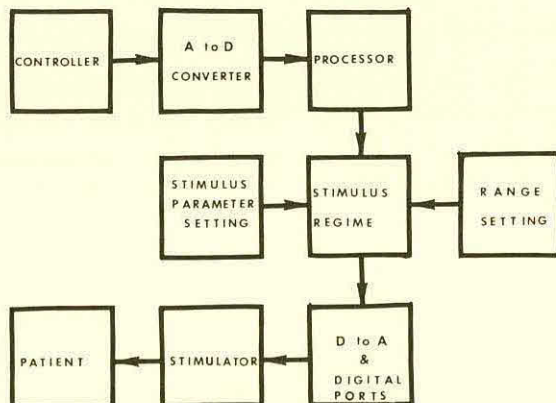 CONTROLLER
A to D
CONVERTER
PROCESSOR
STIMULUS
PARAMETER
SETTING
STIMULUS
REGIME
RANGE
SETTING
PATIENT
STIMULATOR
D to A
&
DIGITAL
PORTS